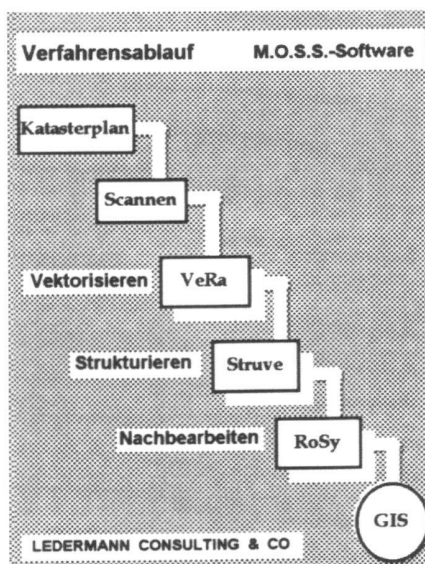 Verfahrensablauf M.O.S.S.-Software
Katasterplan
Scannen
Vektorisieren VeRa
Strukturieren Struve
Nachbearbeiten RoSy
GIS
LEDERMANN CONSULTING & CO